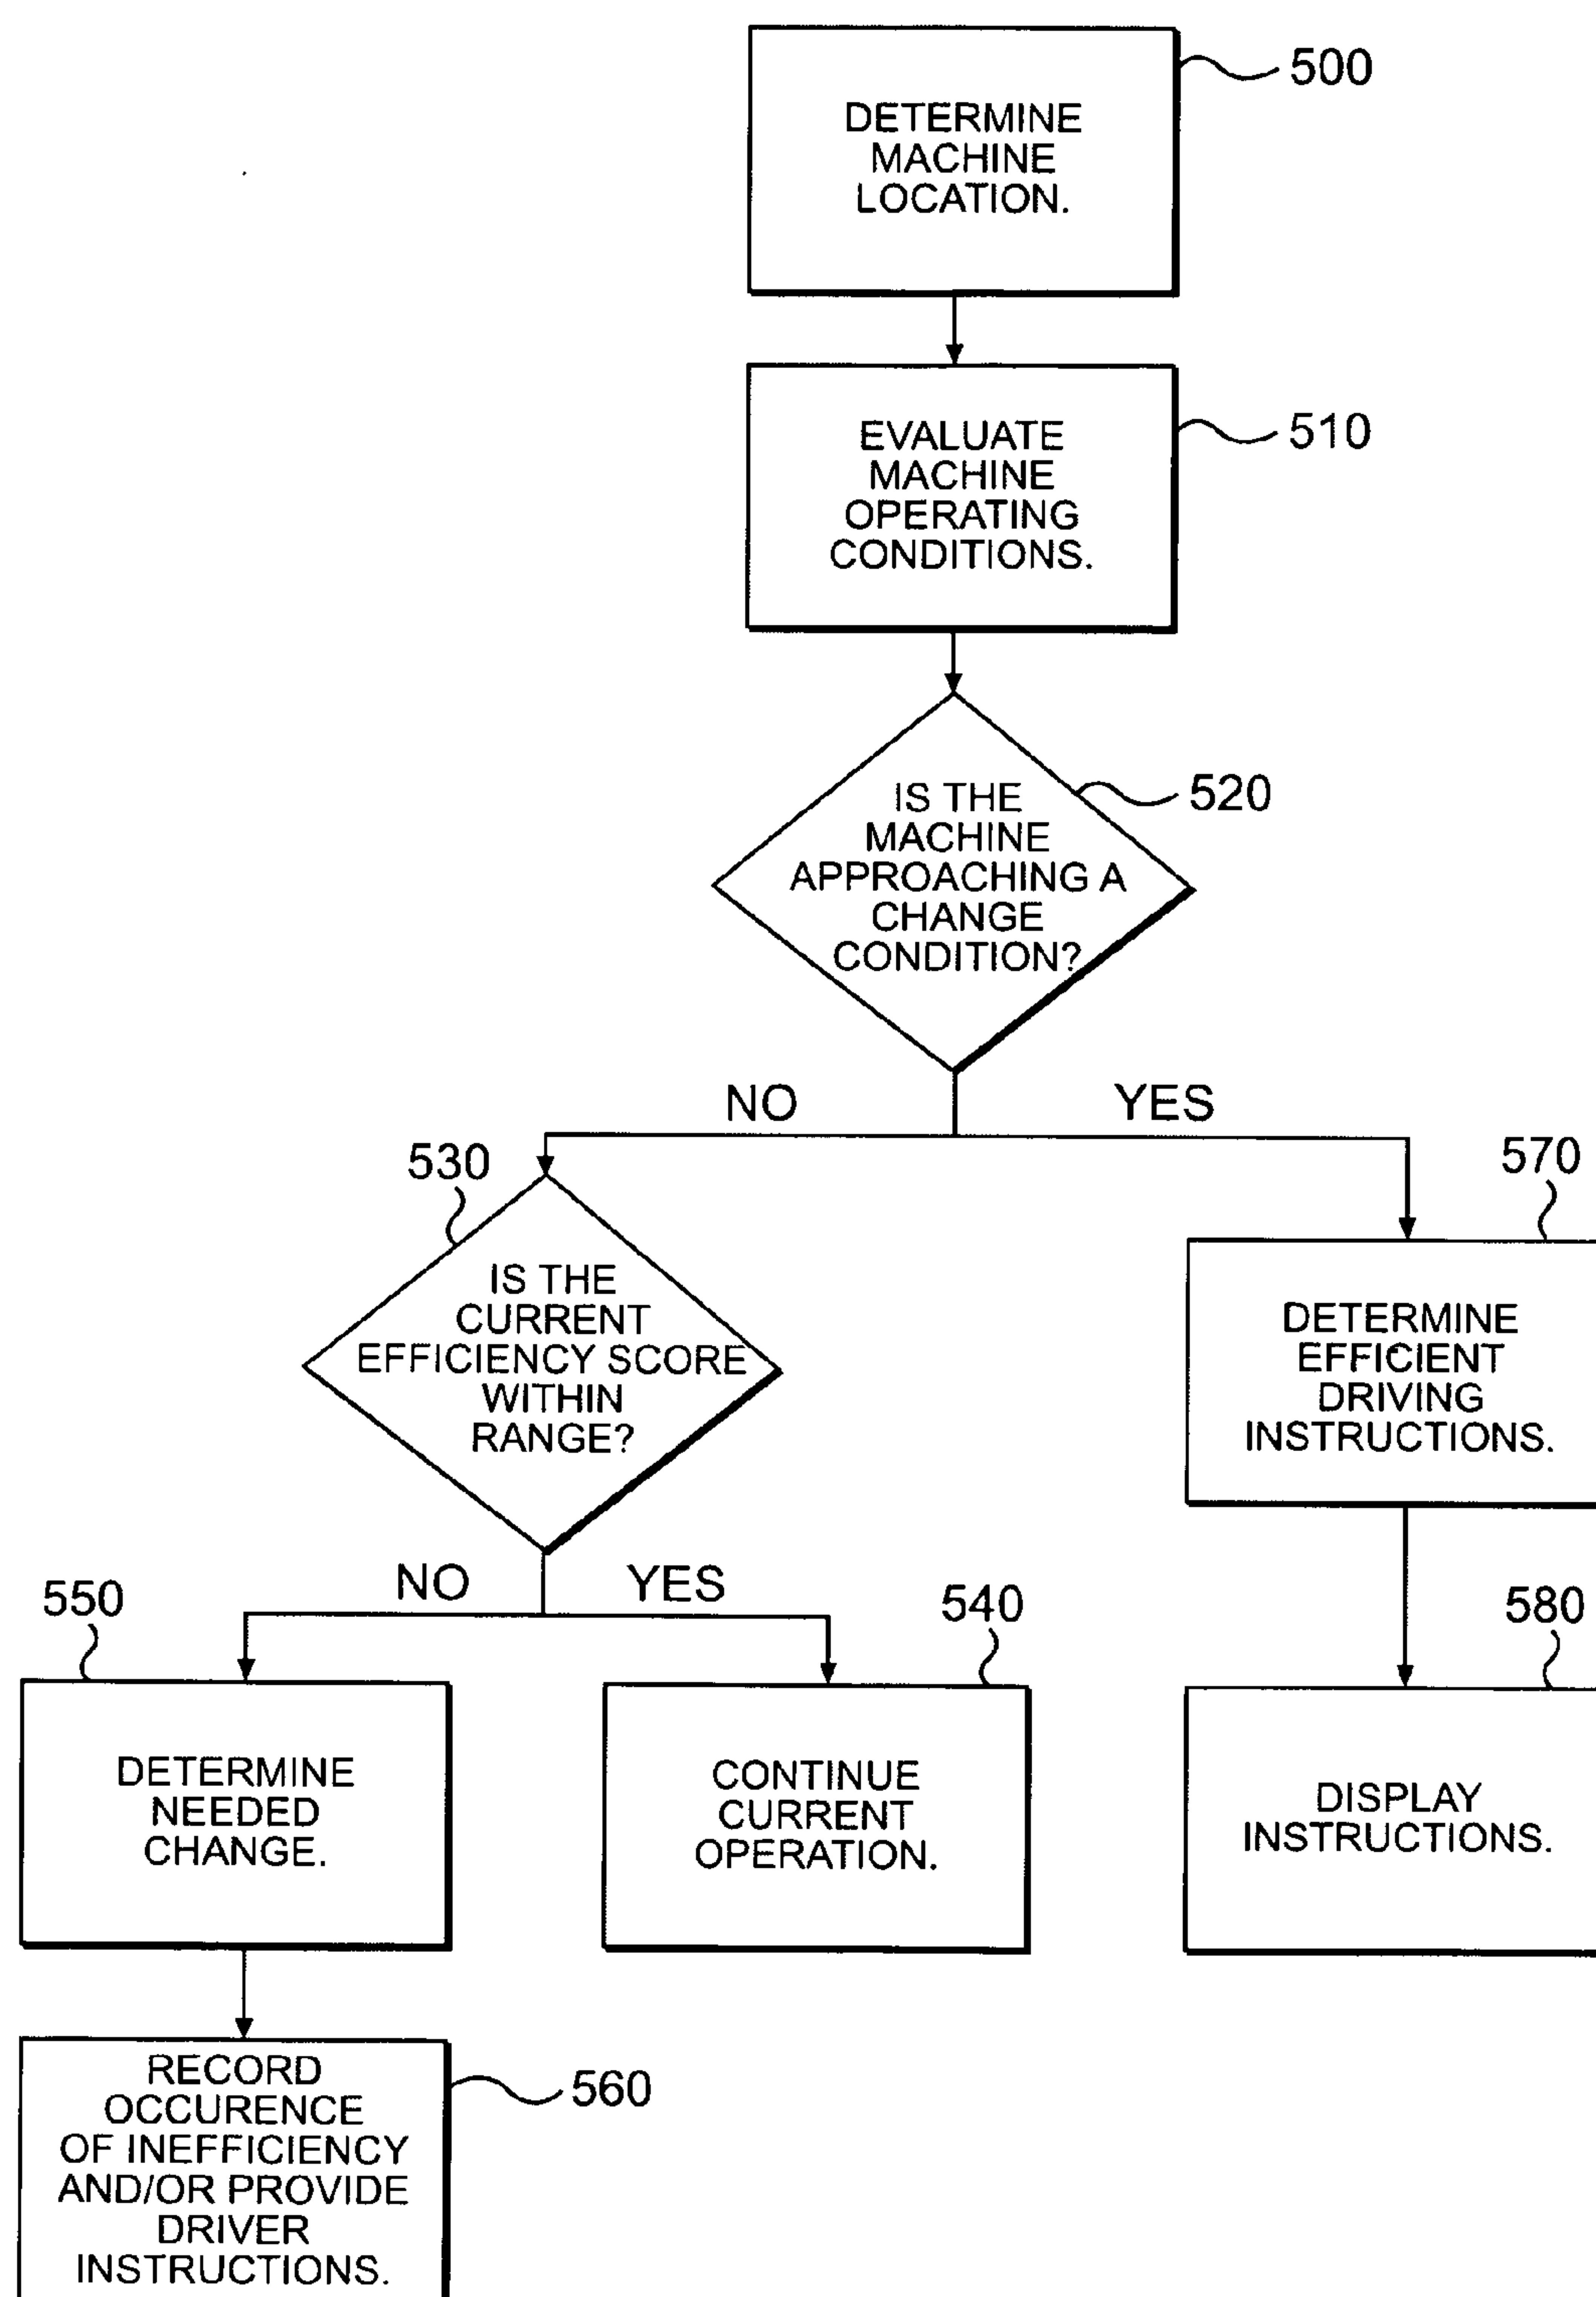 500
DETERMINE
MACHINE
LOCATION.
510
EVALUATE
MACHINE
OPERATING
CONDITIONS.
520
IS THE
MACHINE
APPROACHING A
CHANGE
CONDITION?
NO
YES
530
IS THE
CURRENT
EFFICIENCY SCORE
WITHIN
RANGE?
570
DETERMINE
EFFICIENT
DRIVING
INSTRUCTIONS.
NO
YES
550
DETERMINE
NEEDED
CHANGE.
540
CONTINUE
CURRENT
OPERATION.
580
DISPLAY
INSTRUCTIONS.
560
RECORD
OCCURENCE
OF INEFFICIENCY
AND/OR PROVIDE
DRIVER
INSTRUCTIONS.